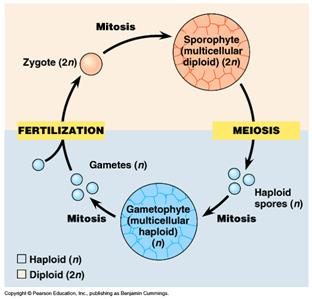 Mitosis
Zygote (2n)
Sporophyte
(multicellular
diploid) (2n)
FERTILIZATION
MEIOSIS
Gametes (n)
Haploid
spores (n)
Mitosis
Gametophyte
(multicellular
haploid)
(n)
Mitosis
Haploid (n)
Diploid (2n)
Copyright © Pearson Education, Inc., publishing as Benjamin Cummings.